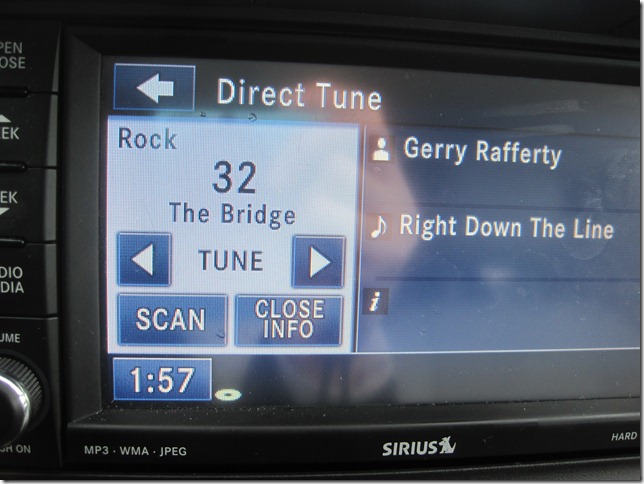 Direct Tune
Rock
32
The Bridge
TUNE
SCAN
CLOSE
INFO
Gerry Rafferty
Right Down The Line
i
1:57
MP3 · WMA · JPEG
SIRIUS
HARD